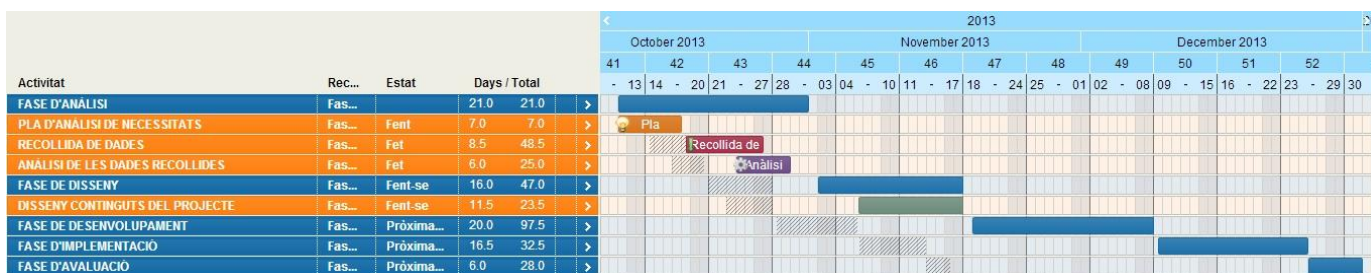 2013
October 2013 November 2013 December 2013
41 42 43 44 45 46 47 48 49 50 51 52
Activitat Rec... Estat Days / Total - 13 14 - 20 21 - 27 28 - 03 04 - 10 11 - 17 18 - 24 25 - 01 02 - 08 09 - 15 16 - 22 23 - 29 30
FASE D'ANÀLISI Fas... 21.0 21.0
PLA D'ANÀLISI DE NECESSITATS Fas... Fent 7.0 7.0 Pla
RECOLLIDA DE DADES Fas... Fet 8.5 48.5 Recollida de
ANÀLISI DE LES DADES RECOLLIDES Fas... Fet 6.0 25.0 Anàlisi
FASE DE DISSENY Fas... Fent-se 16.0 47.0
DISSENY CONTINGUTS DEL PROJECTE Fas... Fent-se 11.5 23.5
FASE DE DESENVOLUPAMENT Fas... Pròxima... 20.0 97.5
FASE D'IMPLEMENTACIÓ Fas... Pròxima... 16.5 32.5
FASE D'AVALUACIÓ Fas... Pròxima... 6.0 28.0